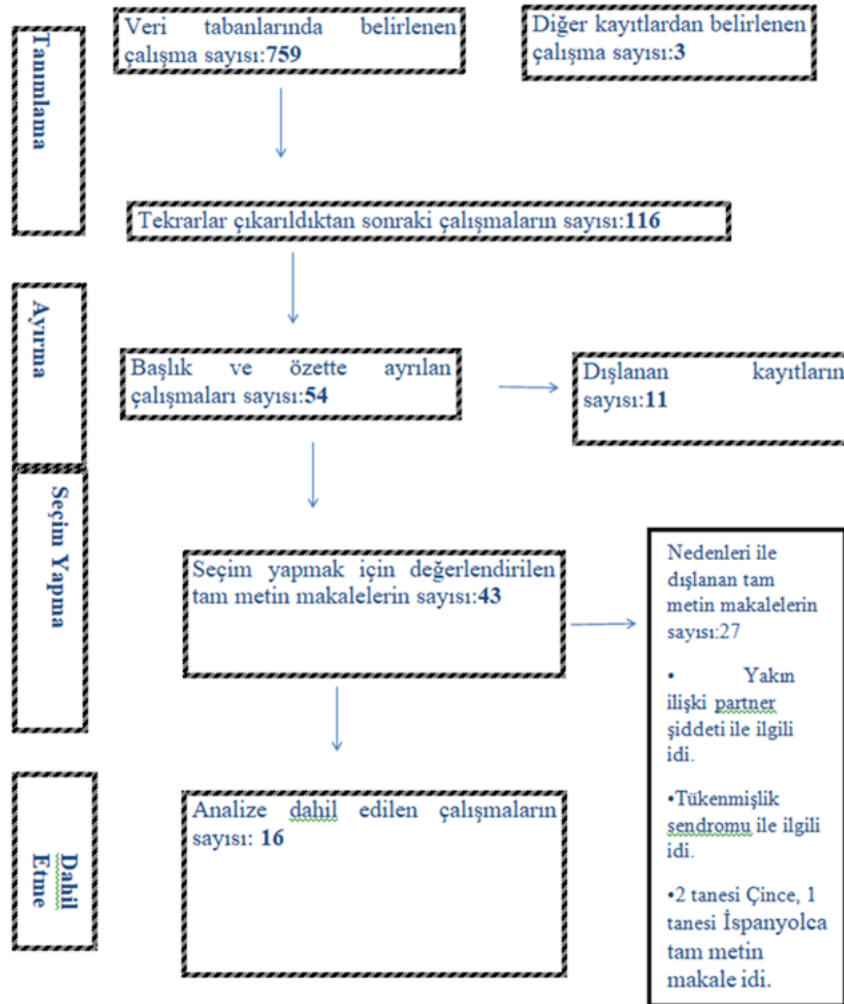 Tanımlama
Veri tabanlarında belirlenen
çalışma sayısı:759
Diğer kayıtlardan belirlenen
çalışma sayısı:3
Tekrarlar çıkarıldıktan sonraki çalışmaların sayısı:116
Ayırma
Başlık ve özette ayrılan
çalışmaları sayısı:54
Dışlanan kayıtların
sayısı:11
Seçim Yapma
Seçim yapmak için değerlendirilen
tam metin makalelerin sayısı:43
Nedenleri ile
dışlanan tam
metin makalelerin
sayısı:27
• Yakın
ilişki partner
şiddeti ile ilgili
idi.
•Tükenmişlik
sendromu ile ilgili
idi.
•2 tanesi Çince, 1
tanesi İspanyolca
tam metin
makale idi.
Dahil
Etme
Analize dahil edilen çalışmaların
sayısı: 16